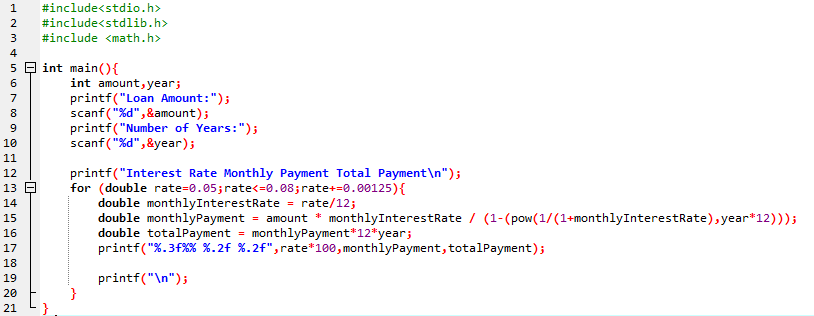 1 #include<stdio.h>
2 #include<stdlib.h>
3 #include <math.h>
4
5 int main(){
6 int amount,year;
7 printf("Loan Amount:");
8 scanf("%d",&amount);
9 printf("Number of Years:");
10 scanf("%d",&year);
11
12 printf("Interest Rate Monthly Payment Total Payment\n");
13 for (double rate=0.05;rate<=0.08;rate+=0.00125){
14 double monthlyInterestRate = rate/12;
15 double monthlyPayment = amount * monthlyInterestRate / (1-(pow(1/(1+monthlyInterestRate),year*12)));
16 double totalPayment = monthlyPayment*12*year;
17 printf("%.3f%% %.2f %.2f",rate*100,monthlyPayment,totalPayment);
18
19 printf("\n");
20 }
21 }